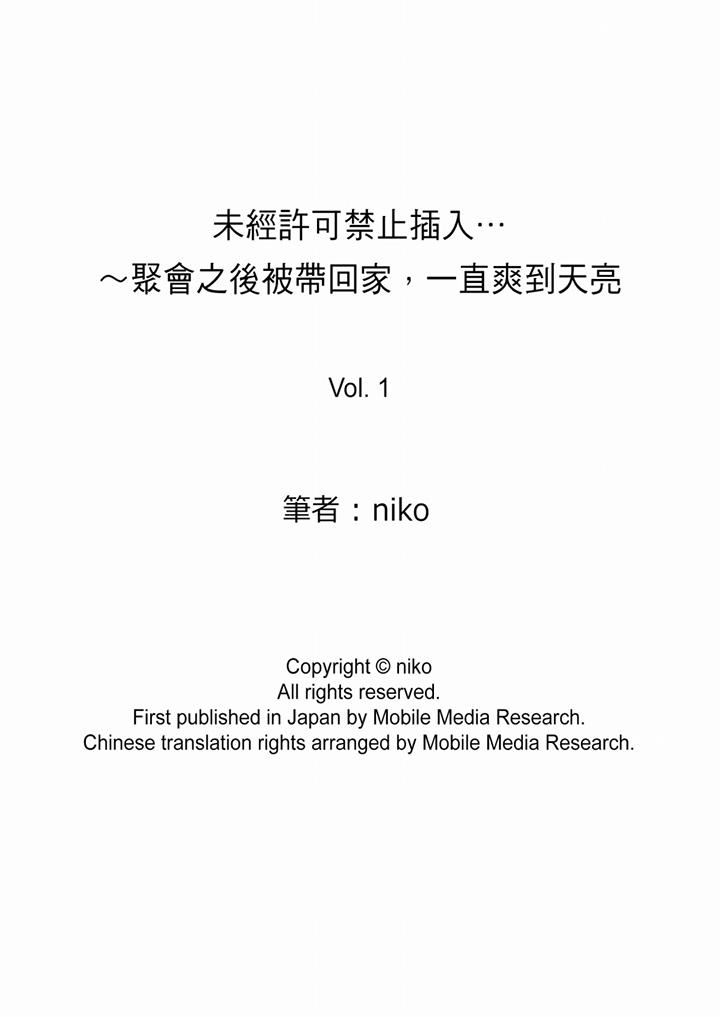 未經許可禁止插入…
～聚會之後被帶回家，一直爽到天亮
Vol. 1
筆者：niko
Copyright © niko
All rights reserved.
First published in Japan by Mobile Media Research.
Chinese translation rights arranged by Mobile Media Research.